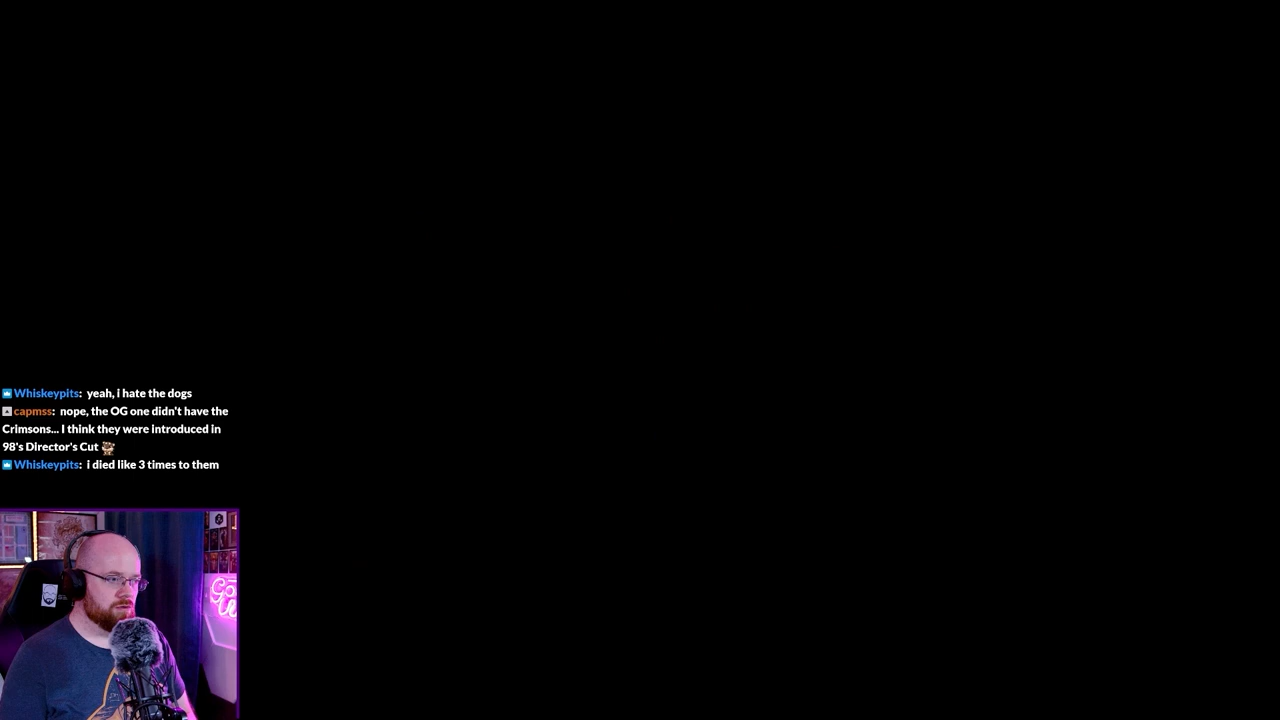 Whiskeypits: yeah, i hate the dogs
capmss: nope, the OG one didn't have the
Crimsons... I think they were introduced in
98's Director's Cut
Whiskeypits: i died like 3 times to them